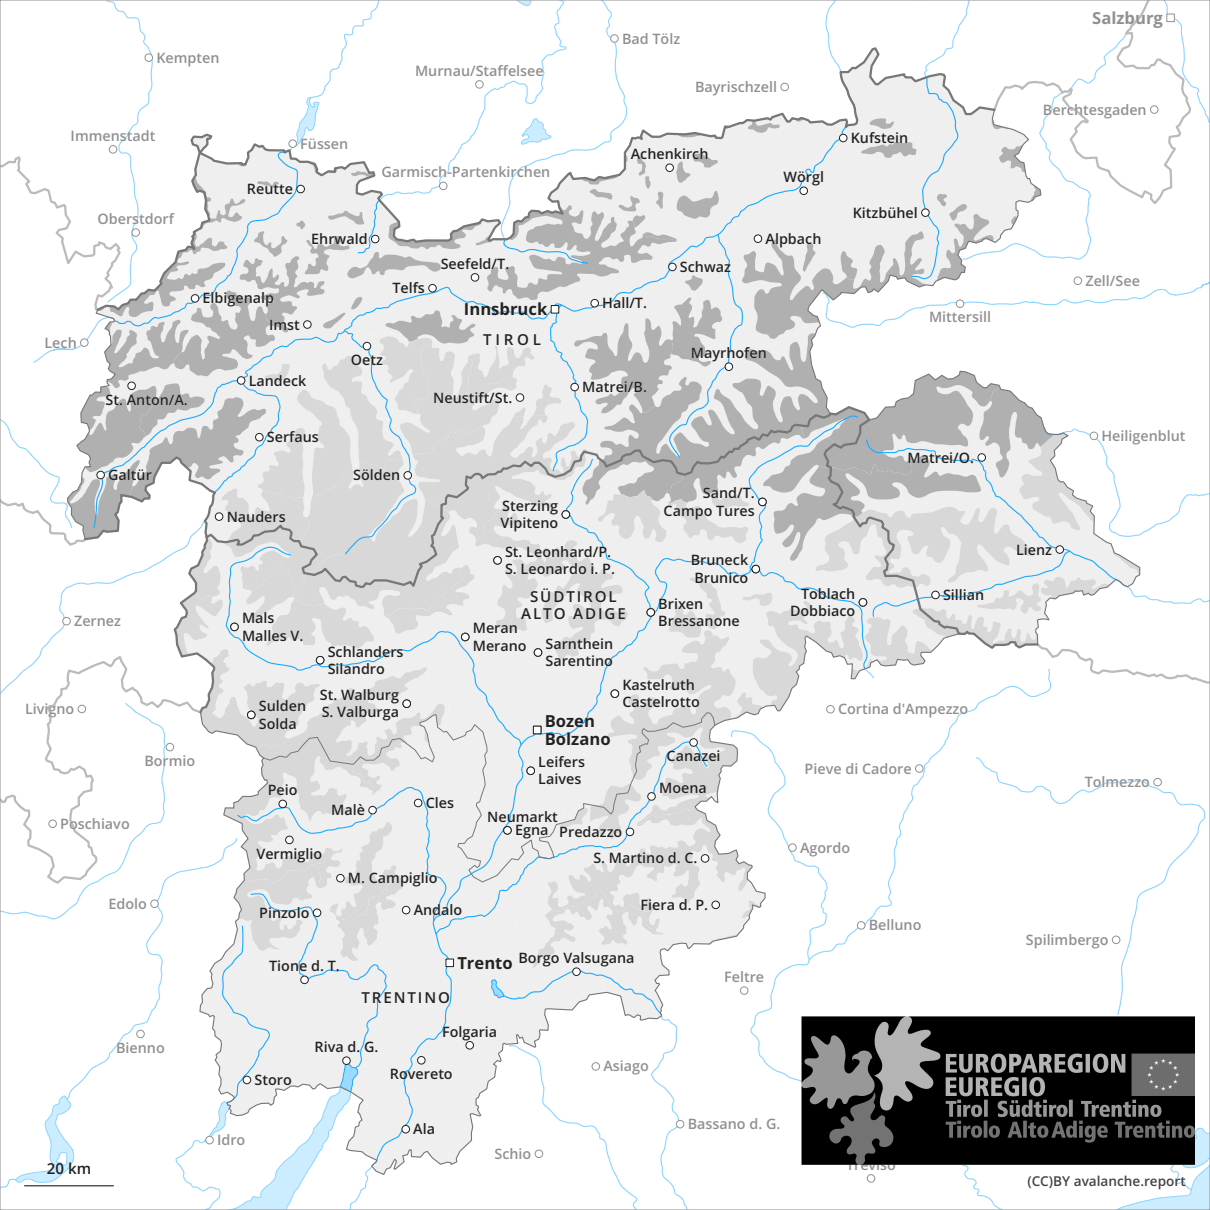 Salzburg
Bad Tölz
Kempten
Murnau/Staffelsee
Bayrischzell
Berchtesgaden
Immenstadt
Füssen
Kufstein
Achenkirch
Garmisch-Partenkirchen
Wörgl
Reutte
Oberstdorf
Kitzbühel
Ehrwald
Alpbach
Seefeld/T.
Schwaz
Zell/See
Telfs
Elbigenalp
Hall/T.
Innsbruck
Mittersill
Imst
TIROL
Lech
Oetz
Mayrhofen
Landeck
Matrei/B.
St. Anton/A.
Neustift/St.
Serfaus
Heiligenblut
Matrei/O.
Galtür
Sölden
Sand/T.
Campo Tures
Sterzing
Vipiteno
Nauders
St. Leonhard/P.
S. Leonardo i. P.
Lienz
Bruneck
Brunico
SÜDTIROL
ALTO ADIGE
Toblach
Dobbiaco
Sillian
Brixen
Bressanone
Zernez
Mals
Malles V.
Meran
Merano
Sarnthein
Sarentino
Schlanders
Silandro
Kastelruth
Castelrotto
St. Walburg
S. Valburga
Sulden
Solda
Livigno
Cortina d'Ampezzo
Bozen
Bolzano
Bormio
Canazei
Leifers
Laives
Pieve di Cadore
Tolmezzo
Peio
Moena
Malè
Cles
Neumarkt
Egna
Predazzo
Poschiavo
Vermiglio
Agordo
S. Martino d. C.
M. Campiglio
Edolo
Pinzolo
Andalo
Fiera d. P.
Belluno
Spilimbergo
Tione d. T.
Trento
Borgo Valsugana
Feltre
TRENTINO
Folgaria
Bienno
Riva d. G.
Rovereto
Asiago
Storo
EUROPAREGION
EUREGIO
Tirol Südtirol Trentino
Tirolo Alto Adige Trentino
Idro
Ala
Bassano d. G.
Schio
Treviso
20 km
(CC)BY avalanche.report